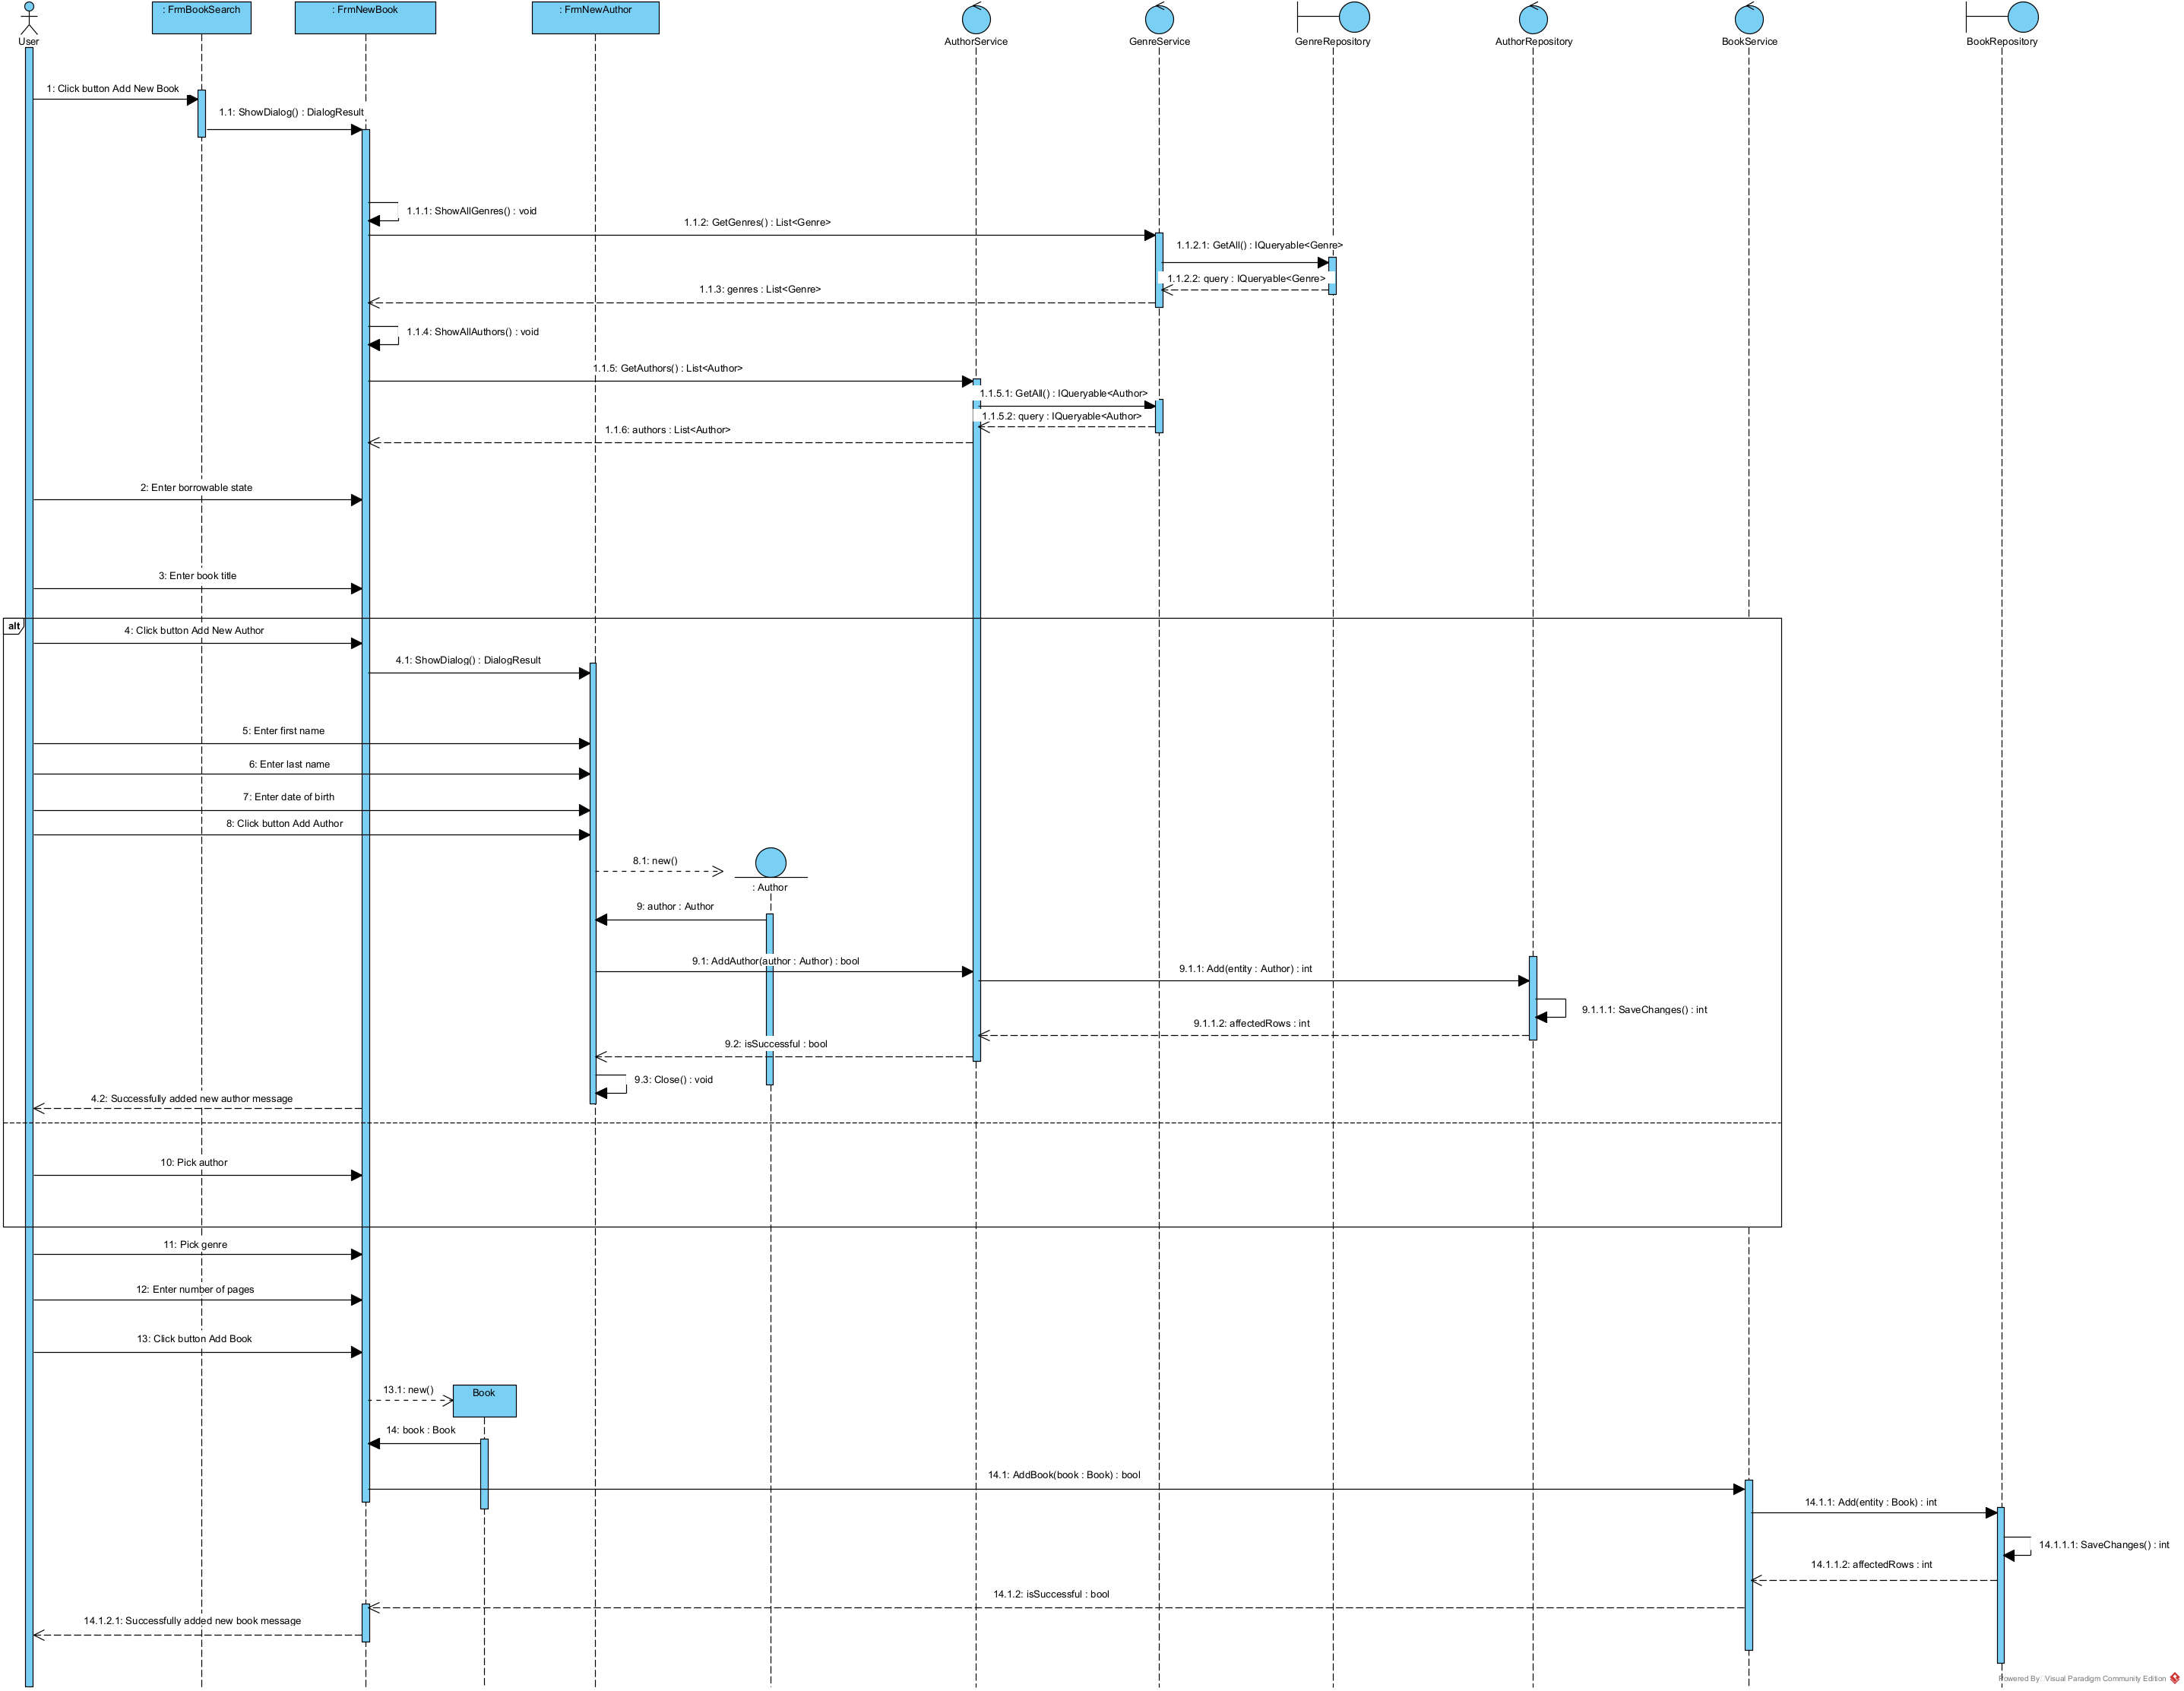 : FrmBookSearch
: FrmNewBook
: FrmNewAuthor
User
AuthorService
GenreService
GenreRepository
AuthorRepository
BookService
BookRepository
1: Click button Add New Book
1.1: ShowDialog() : DialogResult
1.1.1: ShowAllGenres() : void
1.1.2: GetGenres() : List<Genre>
1.1.2.1: GetAll() : IQueryable<Genre>
1.1.2.2: query : IQueryable<Genre>
1.1.3: genres : List<Genre>
1.1.4: ShowAllAuthors() : void
1.1.5: GetAuthors() : List<Author>
1.1.5.1: GetAll() : IQueryable<Author>
1.1.5.2: query : IQueryable<Author>
1.1.6: authors : List<Author>
2: Enter borrowable state
3: Enter book title
alt
4: Click button Add New Author
4.1: ShowDialog() : DialogResult
5: Enter first name
6: Enter last name
7: Enter date of birth
8: Click button Add Author
8.1: new()
: Author
9: author : Author
9.1: AddAuthor(author : Author) : bool
9.1.1: Add(entity : Author) : int
9.1.1.1: SaveChanges() : int
9.1.1.2: affectedRows : int
9.2: isSuccessful : bool
9.3: Close() : void
4.2: Successfully added new author message
10: Pick author
11: Pick genre
12: Enter number of pages
13: Click button Add Book
13.1: new()
Book
14: book : Book
14.1: AddBook(book : Book) : bool
14.1.1: Add(entity : Book) : int
14.1.1.1: SaveChanges() : int
14.1.1.2: affectedRows : int
14.1.2: isSuccessful : bool
14.1.2.1: Successfully added new book message
Powered By: Visual Paradigm Community Edition